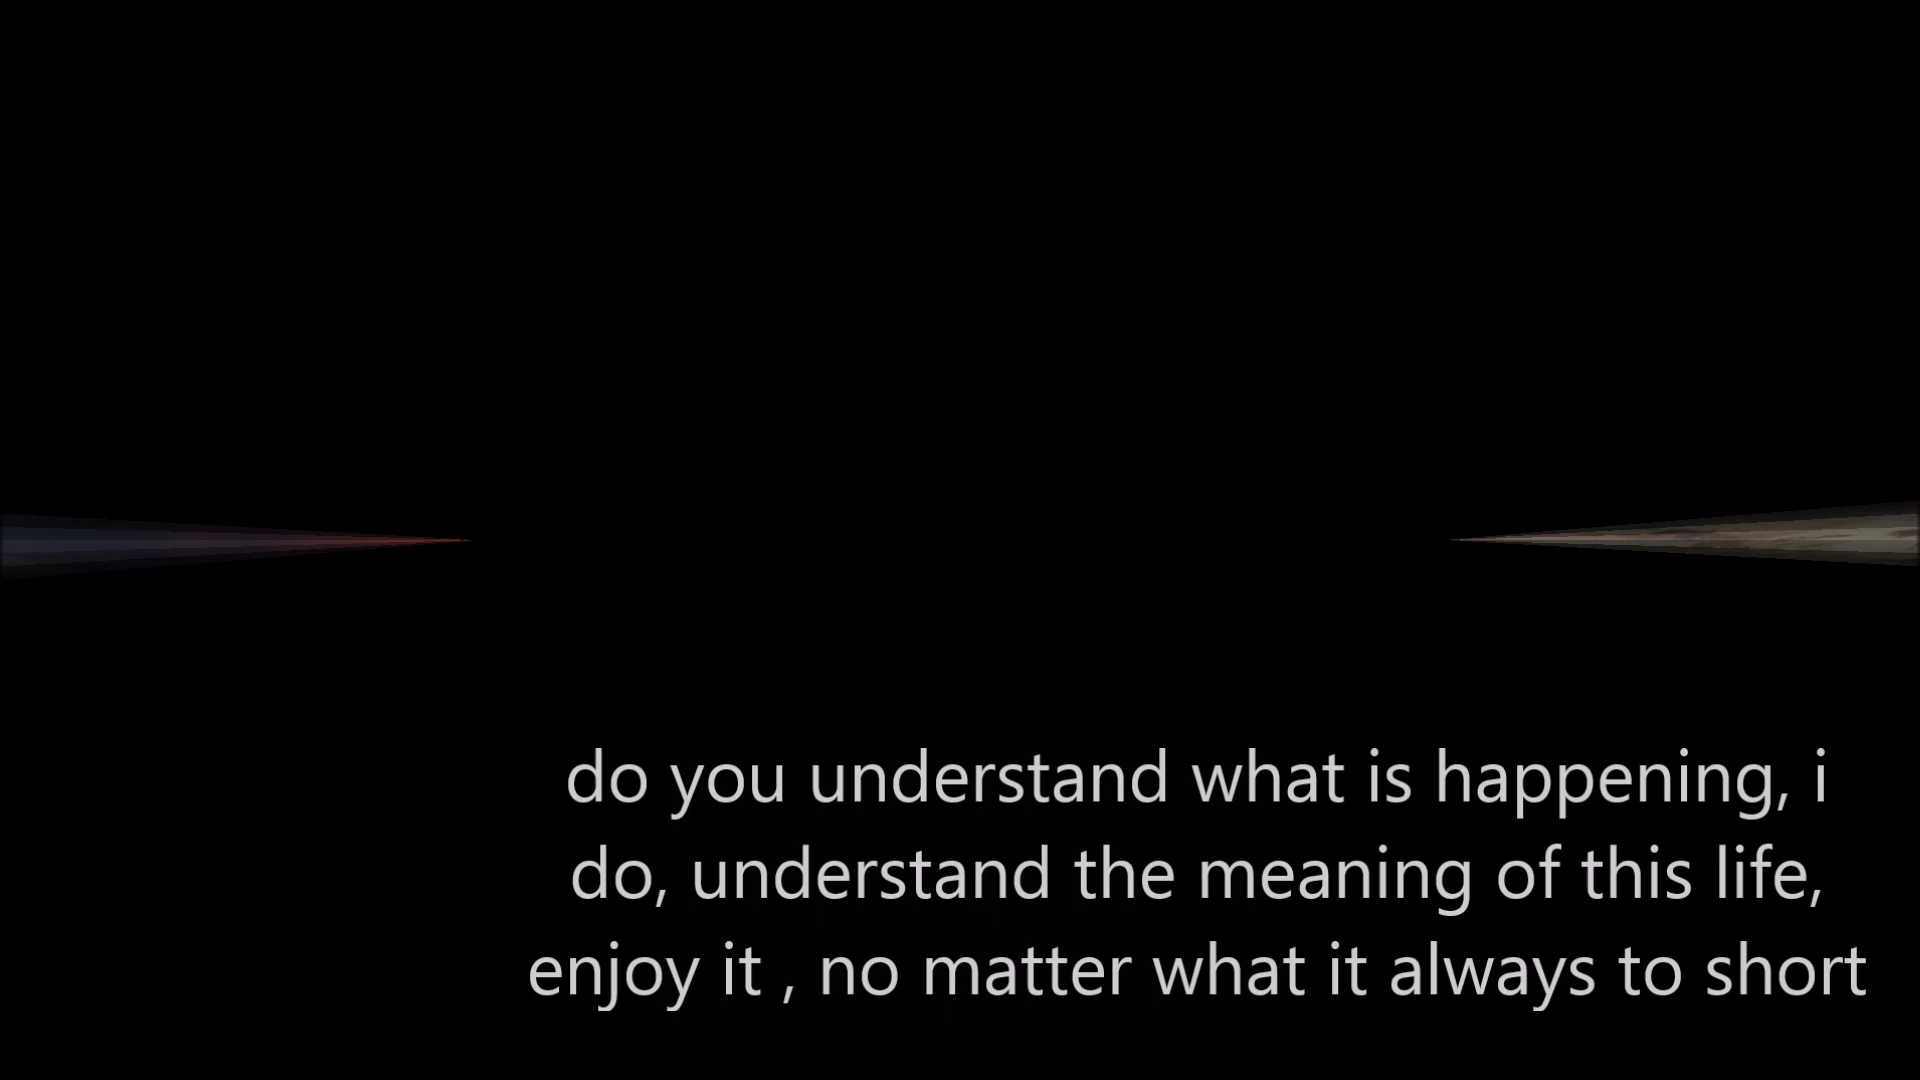 do you understand what is happening, i
do, understand the meaning of this life,
enjoy it , no matter what it always to short